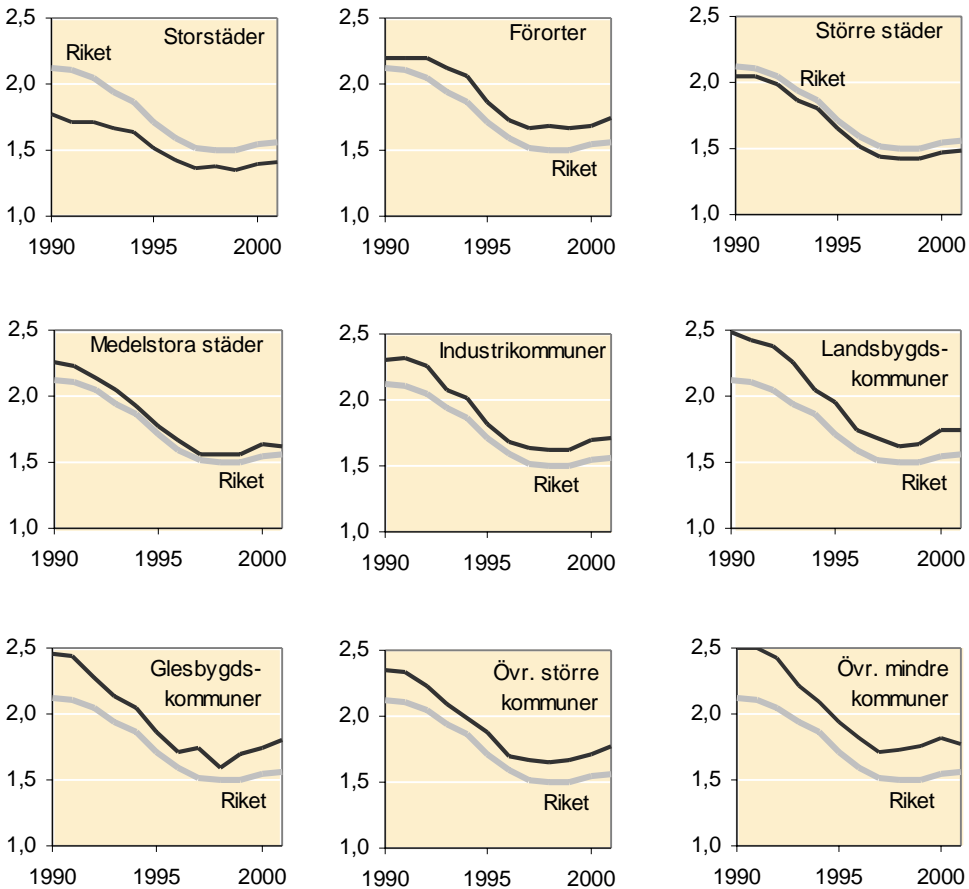 2,5
Storstäder
Riket
2,0
1,5
1,0
1990 1995 2000
2,5
Förorter
2,0
1,5
Riket
1,0
1990 1995 2000
2,5
Större städer
2,0
Riket
1,5
1,0
1990 1995 2000
2,5
Medelstora städer
2,0
1,5
Riket
1,0
1990 1995 2000
2,5
Industrikommuner
2,0
1,5
Riket
1,0
1990 1995 2000
2,5
Landsbygds-
kommuner
2,0
1,5
Riket
1,0
1990 1995 2000
2,5
Glesbygds-
kommuner
2,0
1,5
Riket
1,0
1990 1995 2000
2,5
Övr. större
kommuner
2,0
1,5
Riket
1,0
1990 1995 2000
2,5
Övr. mindre
kommuner
2,0
1,5
Riket
1,0
1990 1995 2000